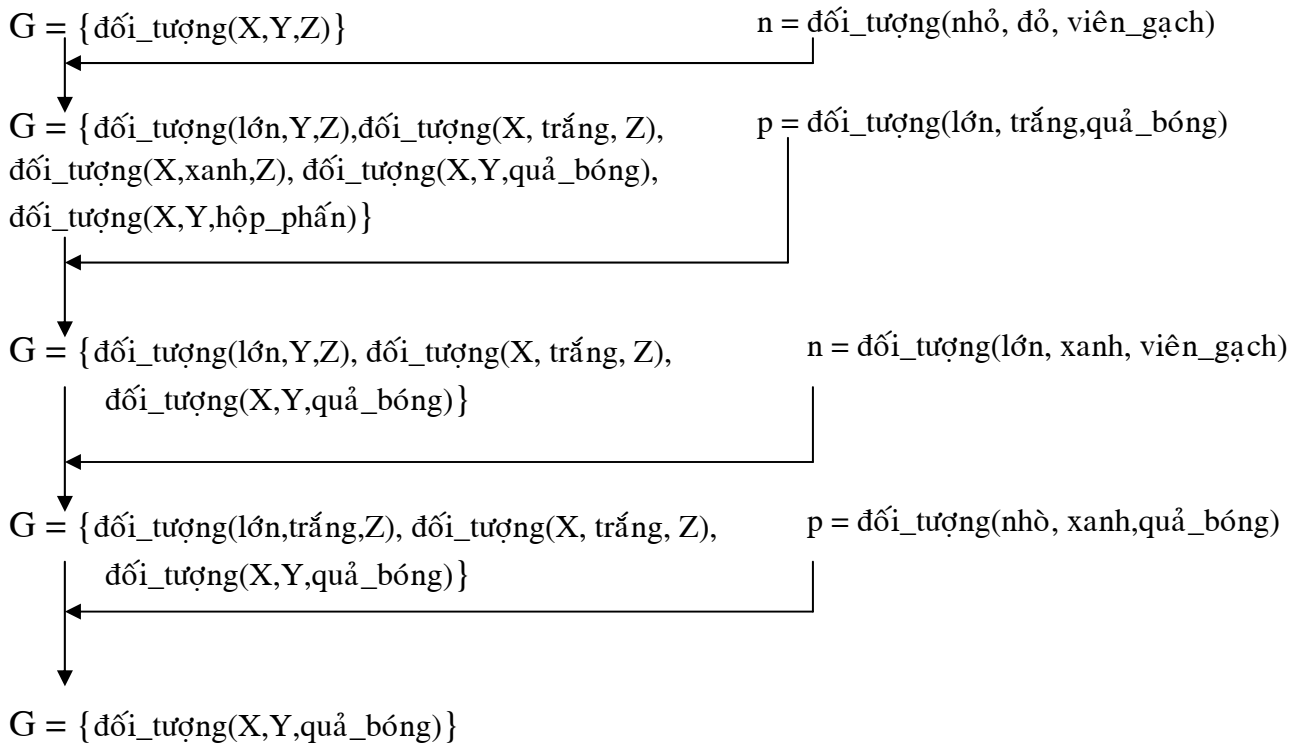 G = {đối_tượng(X,Y,Z)} n = đối_tượng(nhỏ, đỏ, viên_gạch)
G = {đối_tượng(lớn,Y,Z),đối_tượng(X, trắng, Z), p = đối_tượng(lớn, trắng,quả_bóng)
đối_tượng(X,xanh,Z), đối_tượng(X,Y,quả_bóng),
đối_tượng(X,Y,hộp_phấn)}
G = {đối_tượng(lớn,Y,Z), đối_tượng(X, trắng, Z), n = đối_tượng(lớn, xanh, viên_gạch)
đối_tượng(X,Y,quả_bóng)}
G = {đối_tượng(lớn,trắng,Z), đối_tượng(X, trắng, Z), p = đối_tượng(nhò, xanh,quả_bóng)
đối_tượng(X,Y,quả_bóng)}
G = {đối_tượng(X,Y,quả_bóng)}